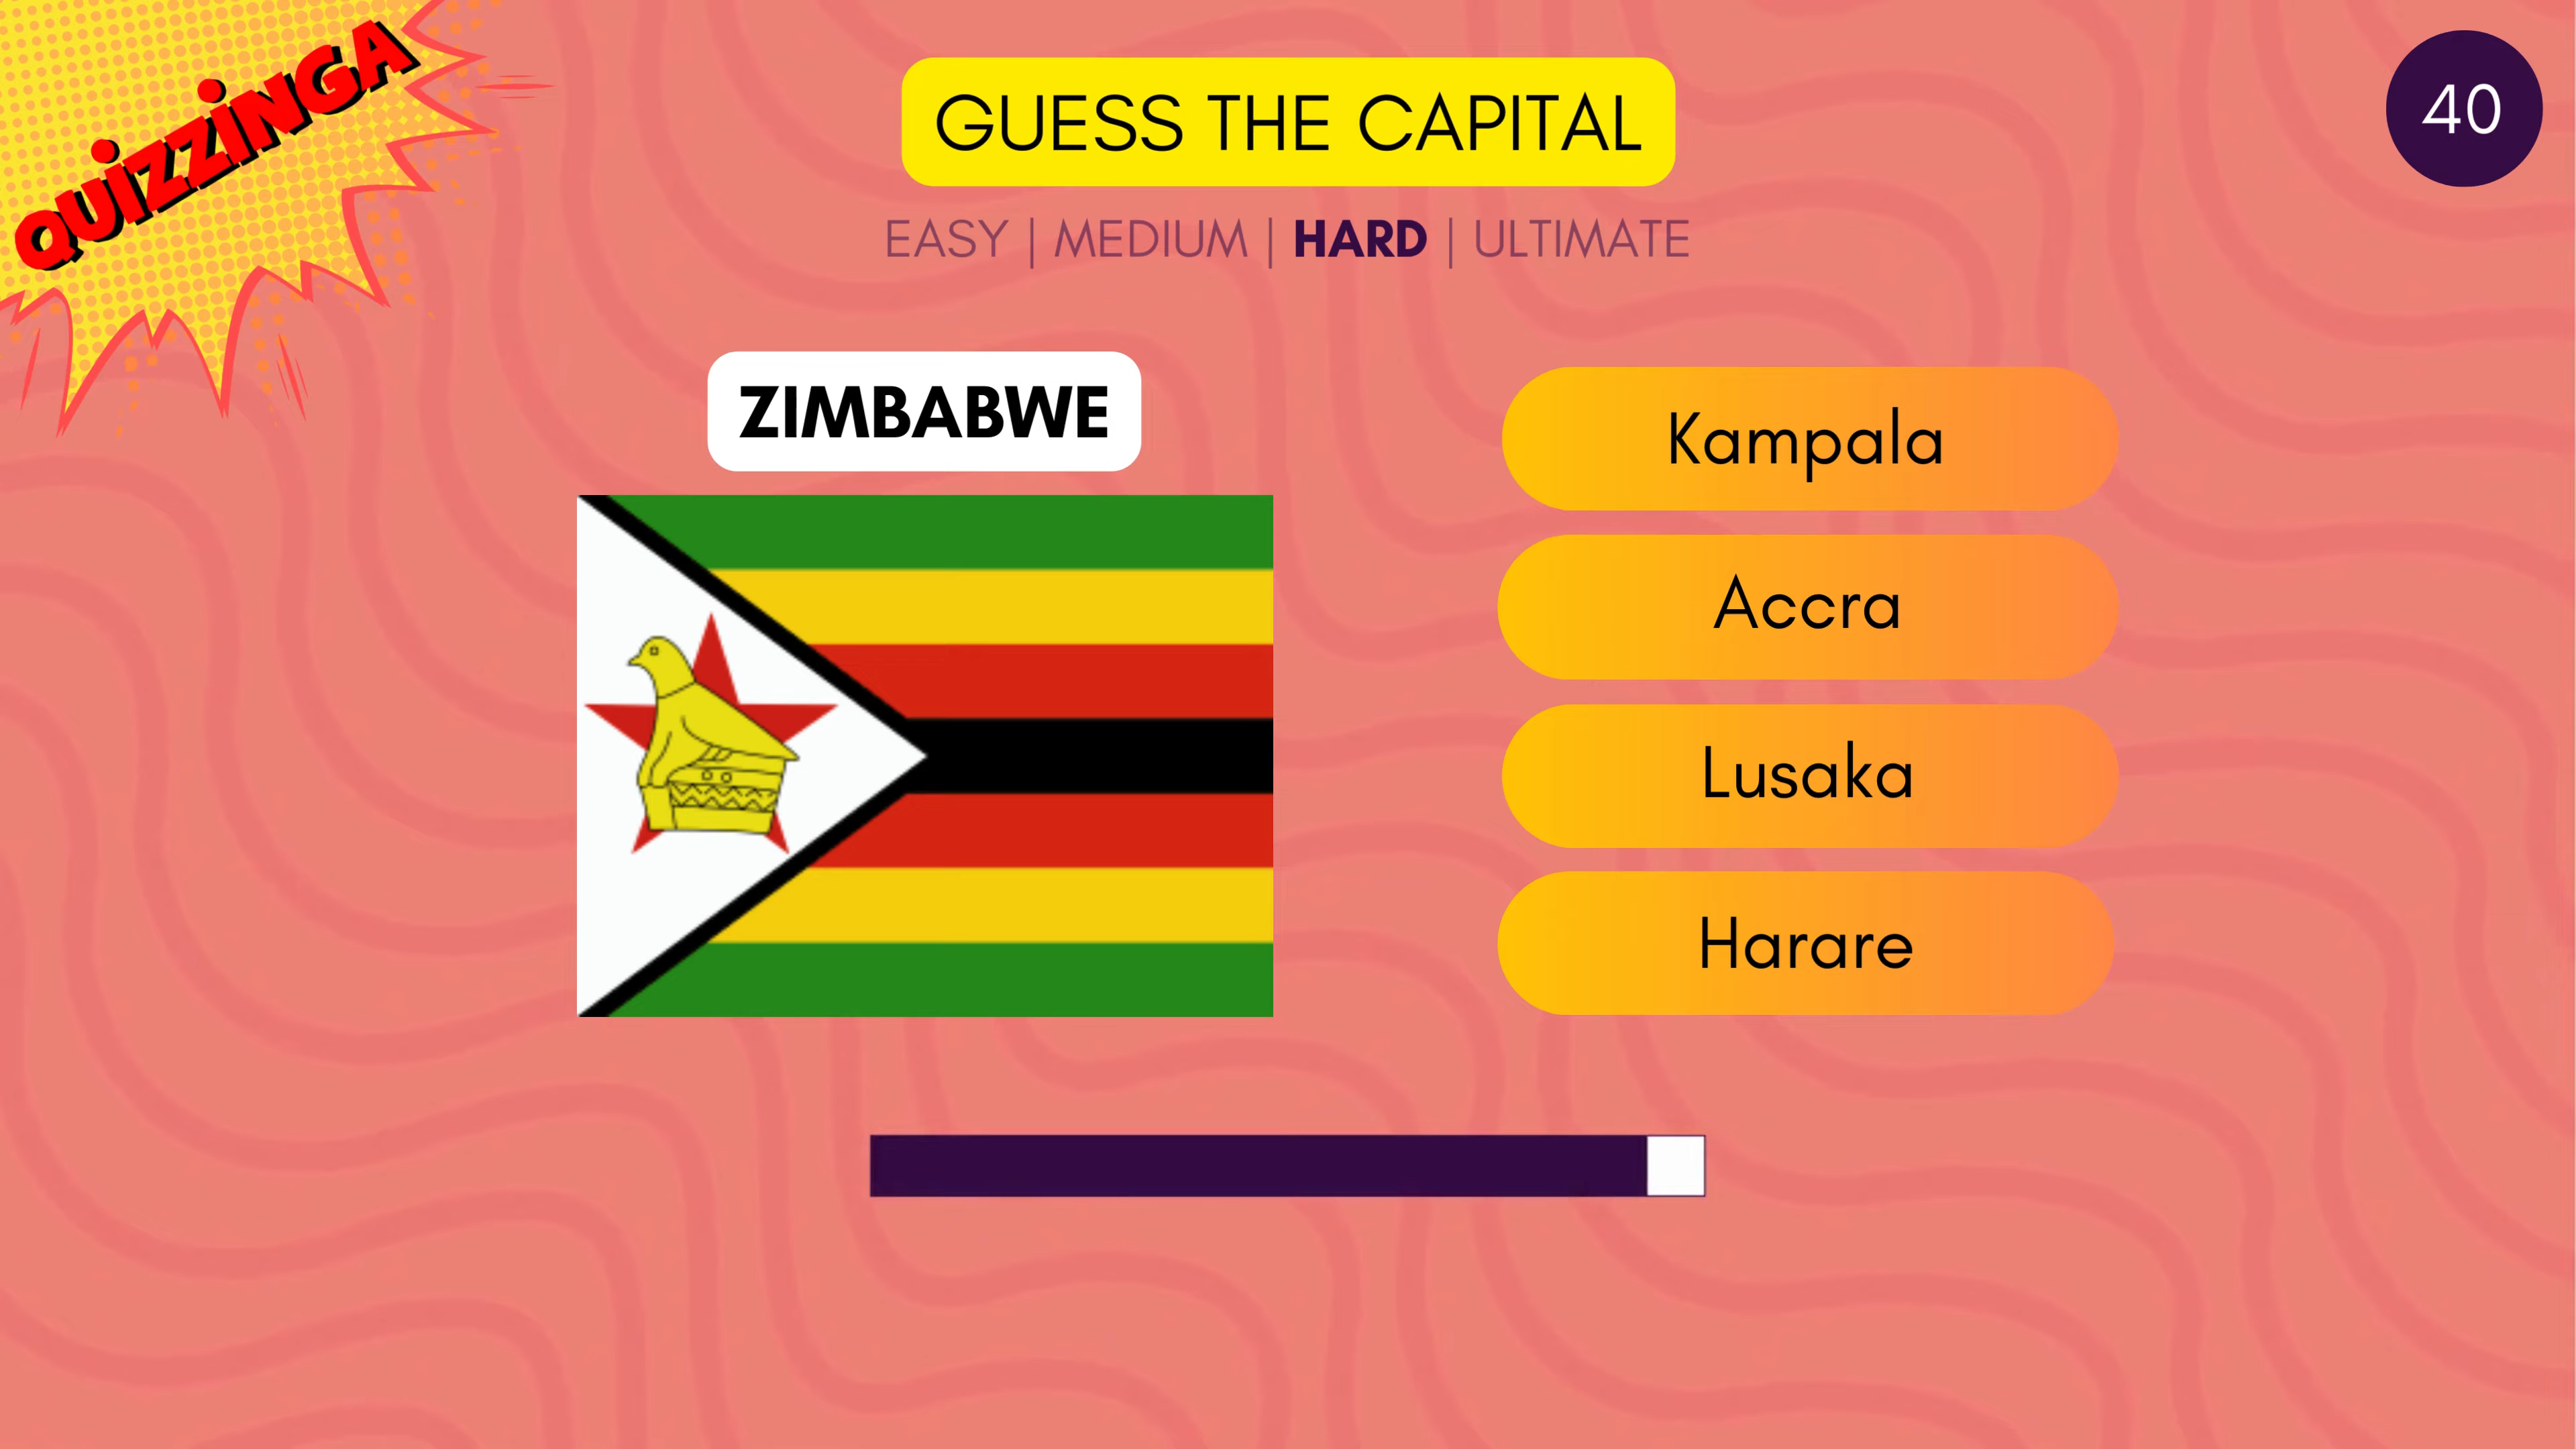 QUIZZINGA
GUESS THE CAPITAL
40
EASY | MEDIUM | HARD | ULTIMATE
ZIMBABWE
Kampala
Accra
Lusaka
Harare